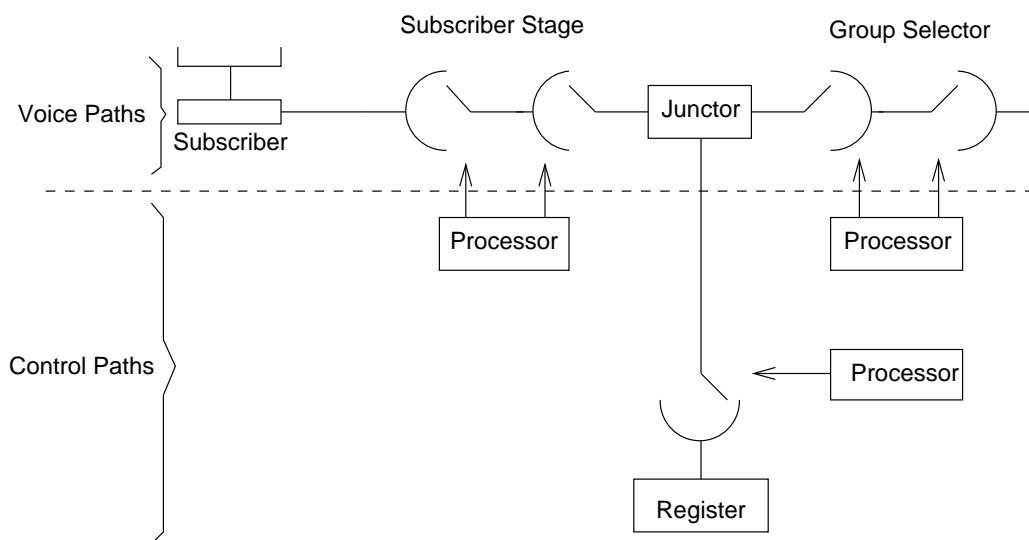 Subscriber Stage
Group Selector
Voice Paths
Subscriber
Junctor
Processor
Processor
Control Paths
Processor
Register